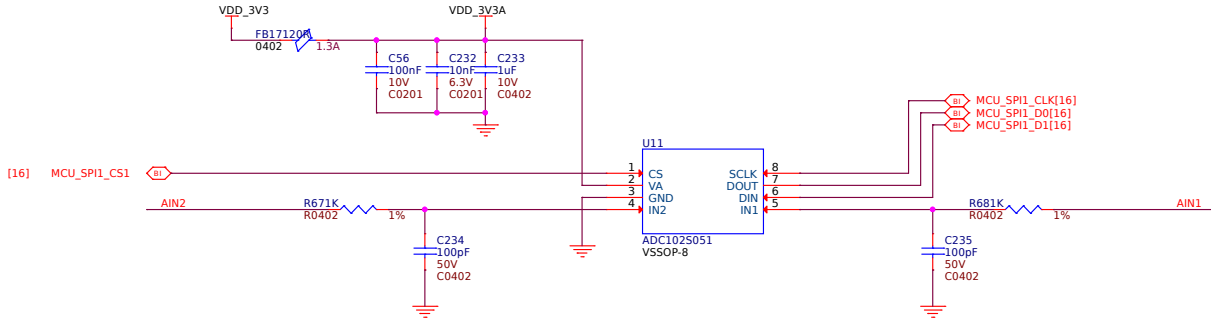 VDD_3V3
VDD_3V3A
FB17120R
0402
1.3A
C56
100nF
10V
C0201
C232
10nF
6.3V
C0201
C233
1uF
10V
C0402
BI
MCU_SPI1_CLK[16]
BI
MCU_SPI1_D0[16]
BI
MCU_SPI1_D1[16]
U11
[16]
MCU_SPI1_CS1
BI
1
CS
SCLK
8
2
VA
DOUT
7
3
GND
DIN
6
4
IN2
IN1
5
AIN2
R671K
R0402
1%
R681K
R0402
1%
AIN1
C234
100pF
50V
C0402
ADC102S051
VSSOP-8
C235
100pF
50V
C0402